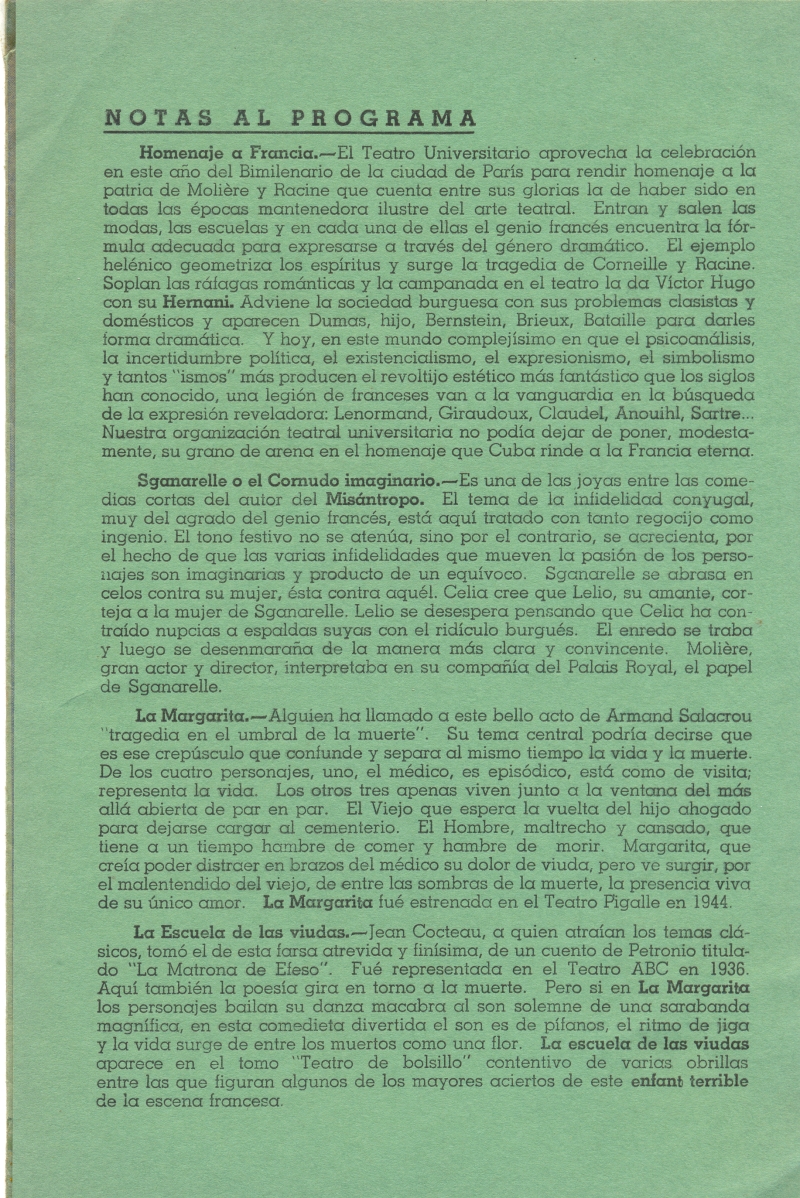 NOTAS AL PROGRAMA
Homenaje a Francia.—El Teatro Universitario aprovecha la celebración
en este año del Bimilenario de la ciudad de París para rendir homenaje a la
patria de Molière y Racine que cuenta entre sus glorias la de haber sido en
todas las épocas mantenedora ilustre del arte teatral. Entran y salen las
modas, las escuelas y en cada una de ellas el genio francés encuentra la fór-
mula adecuada para expresarse a través del género dramático. El ejemplo
helénico geometriza los espíritus y surge la tragedia de Corneille y Racine.
Soplan las ráfagas románticas y la campanada en el teatro la da Víctor Hugo
con su Hernani. Adviene la sociedad burguesa con sus problemas clasistas y
domésticos y aparecen Dumas, hijo, Bernstein, Brieux, Bataille para darles
forma dramática. Y hoy, en este mundo complejísimo en que el psicoanálisis,
la incertidumbre política, el existencialismo, el expresionismo, el simbolismo
y tantos "ismos" más producen el revoltijo estético más fantástico que los siglos
han conocido, una legión de franceses van a la vanguardia en la búsqueda
de la expresión reveladora: Lenormand, Giraudoux, Claudel, Anouihl, Sartre...
Nuestra organización teatral universitaria no podía dejar de poner, modesta-
mente, su grano de arena en el homenaje que Cuba rinde a la Francia eterna.
Sganarelle o el Cornudo imaginario.—Es una de las joyas entre las come-
dias cortas del autor del Misántropo. El tema de la infidelidad conyugal,
muy del agrado del genio francés, está aquí tratado con tanto regocijo como
ingenio. El tono festivo no se atenúa, sino por el contrario, se acrecienta, por
el hecho de que las varias infidelidades que mueven la pasión de los perso-
najes son imaginarias y producto de un equívoco. Sganarelle se abrasa en
celos contra su mujer, ésta contra aquél. Celia cree que Lelio, su amante, cor-
teja a la mujer de Sganarelle. Lelio se desespera pensando que Celia ha con-
traído nupcias a espaldas suyas con el ridículo burgués. El enredo se traba
y luego se desenmaraña de la manera más clara y convincente. Molière,
gran actor y director, interpretaba en su compañía del Palais Royal, el papel
de Sganarelle.
La Margarita.—Alguien ha llamado a este bello acto de Armand Salacrou
"tragedia en el umbral de la muerte". Su tema central podría decirse que
es ese crepúsculo que confunde y separa al mismo tiempo la vida y la muerte.
De los cuatro personajes, uno, el médico, es episódico, está como de visita;
representa la vida. Los otros tres apenas viven junto a la ventana del más
allá abierta de par en par. El Viejo que espera la vuelta del hijo ahogado
para dejarse cargar al cementerio. El Hombre, maltrecho y cansado, que
tiene a un tiempo hambre de comer y hambre de morir. Margarita, que
creía poder distraer en brazos del médico su dolor de viuda, pero ve surgir, por
el malentendido del viejo, de entre las sombras de la muerte, la presencia viva
de su único amor. La Margarita fué estrenada en el Teatro Pigalle en 1944.
La Escuela de las viudas.—Jean Cocteau, a quien atraían los temas clá-
sicos, tomó el de esta farsa atrevida y finísima, de un cuento de Petronio titula-
do "La Matrona de Efeso". Fué representada en el Teatro ABC en 1936.
Aquí también la poesía gira en torno a la muerte. Pero si en La Margarita
los personajes bailan su danza macabra al son solemne de una sarabanda
magnífica, en esta comedieta divertida el son es de pífanos, el ritmo de jiga
y la vida surge de entre los muertos como una flor. La escuela de las viudas
aparece en el tomo "Teatro de bolsillo" contentivo de varias obrillas
entre las que figuran algunos de los mayores aciertos de este enfant terrible
de la escena francesa.